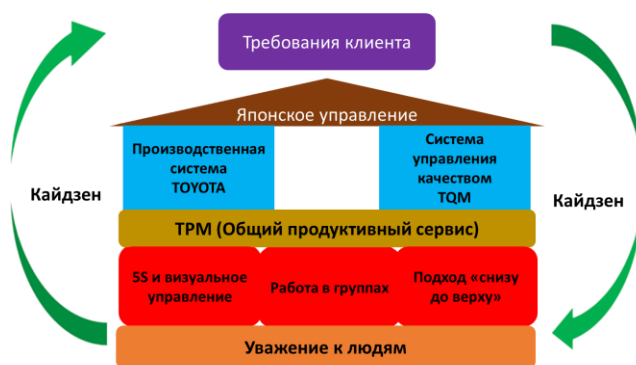 Требования клиента
Японское управление
Производственная
система
TOYOTA
Система
управления
качеством
TQM
Кайдзен
Кайдзен
TPM (Общий продуктивный сервис)
5S и визуальное
управление
Работа в группах
Подход «снизу
до верху»
Уважение к людям